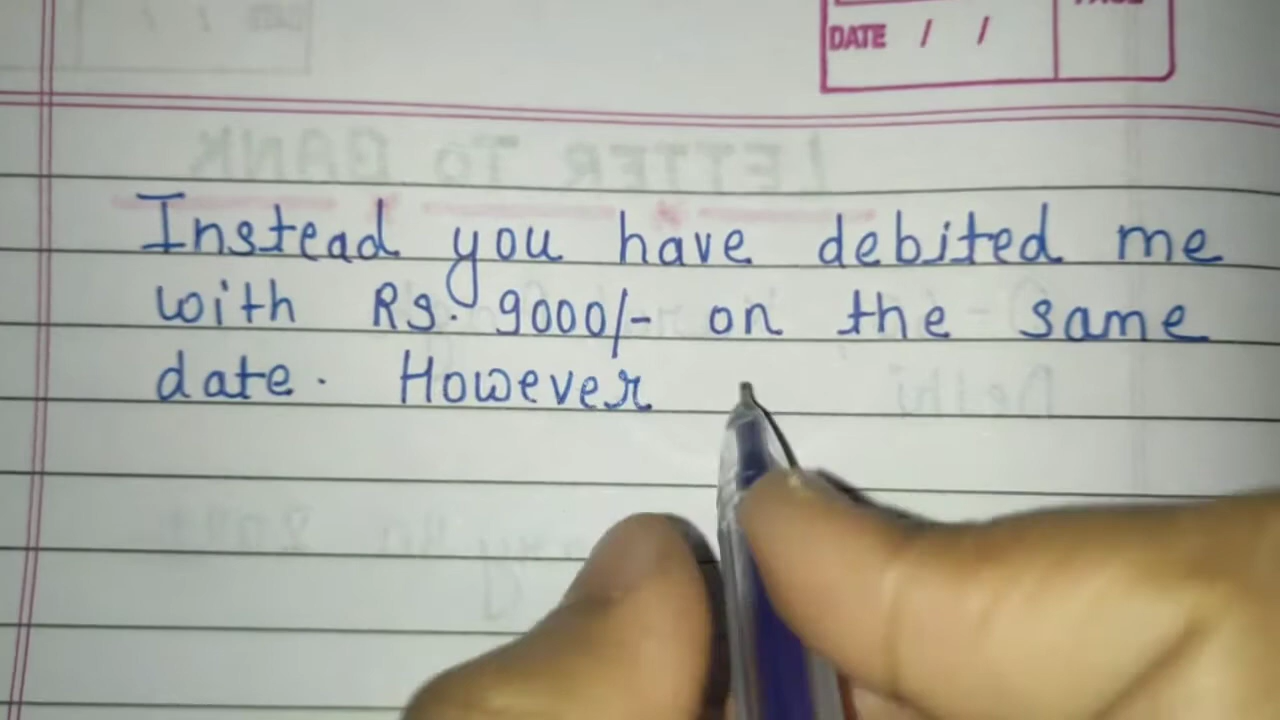 DATE / /
Instead you have debited me
with Rs. 9000/- on the same
date. However